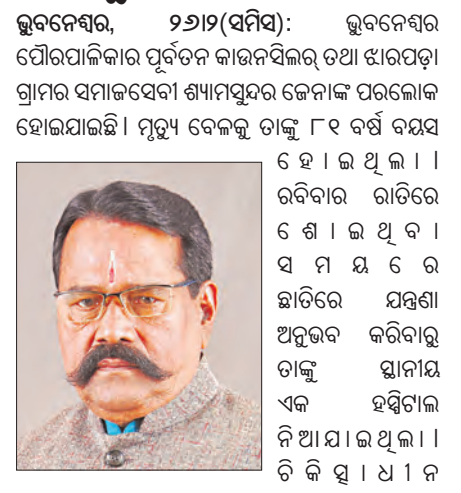 ଭୁବନେଶ୍ୱର, ୨୬।୨(ସମିସ): ଭୁବନେଶ୍ୱର
ପୌରପାଳିକାର ପୂର୍ବତନ କାଉନସିଲର୍ ତଥା ଝାରପଡ଼ା
ଗ୍ରାମର ସମାଜସେବୀ ଶ୍ୟାମସୁନ୍ଦର ଜେନାଙ୍କ ପରଲୋକ
ହୋଇଯାଇଛି। ମୃତ୍ୟୁ ବେଳକୁ ତାଙ୍କୁ ୮୧ ବର୍ଷ ବୟସ
ହୋଇଥିଲା।
ରବିବାର ରାତିରେ
ଶୋଇଥିବା
ସମୟରେ
ଛାତିରେ ଯନ୍ତ୍ରଣା
ଅନୁଭବ କରିବାରୁ
ତାଙ୍କୁ ସ୍ଥାନୀୟ
ଏକ ହସ୍ପିଟାଲ
ନିଆଯାଇଥିଲା।
ଚିକିତ୍ସାଧୀନ